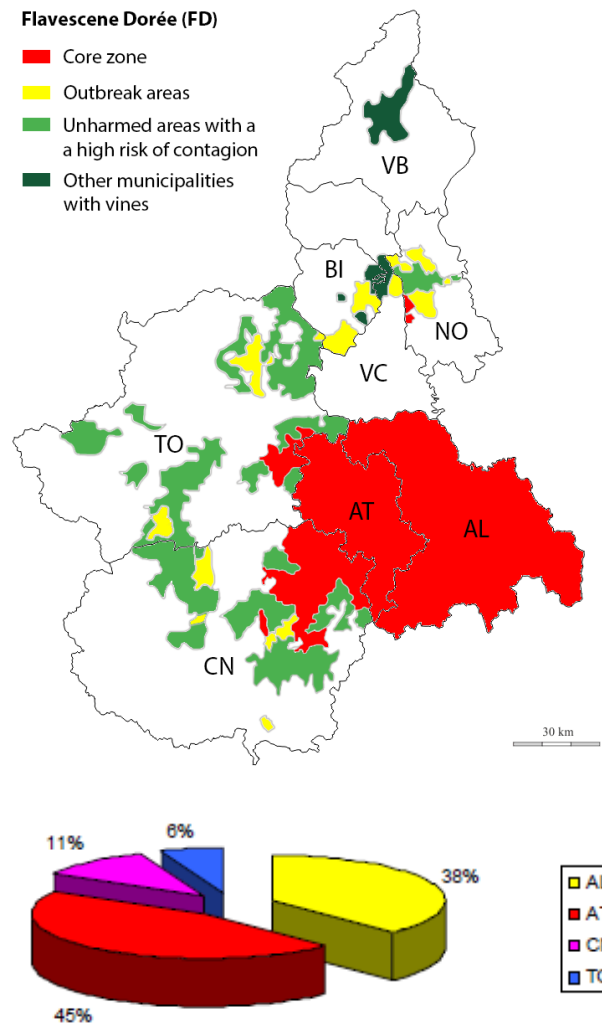 Flavescene Dorée (FD)
Core zone
Outbreak areas
Unharmed areas with a
a high risk of contagion
Other municipalities
with vines
VB
BI
NO
VC
TO
AT
AL
CN
30 km
6%
11%
38%
45%